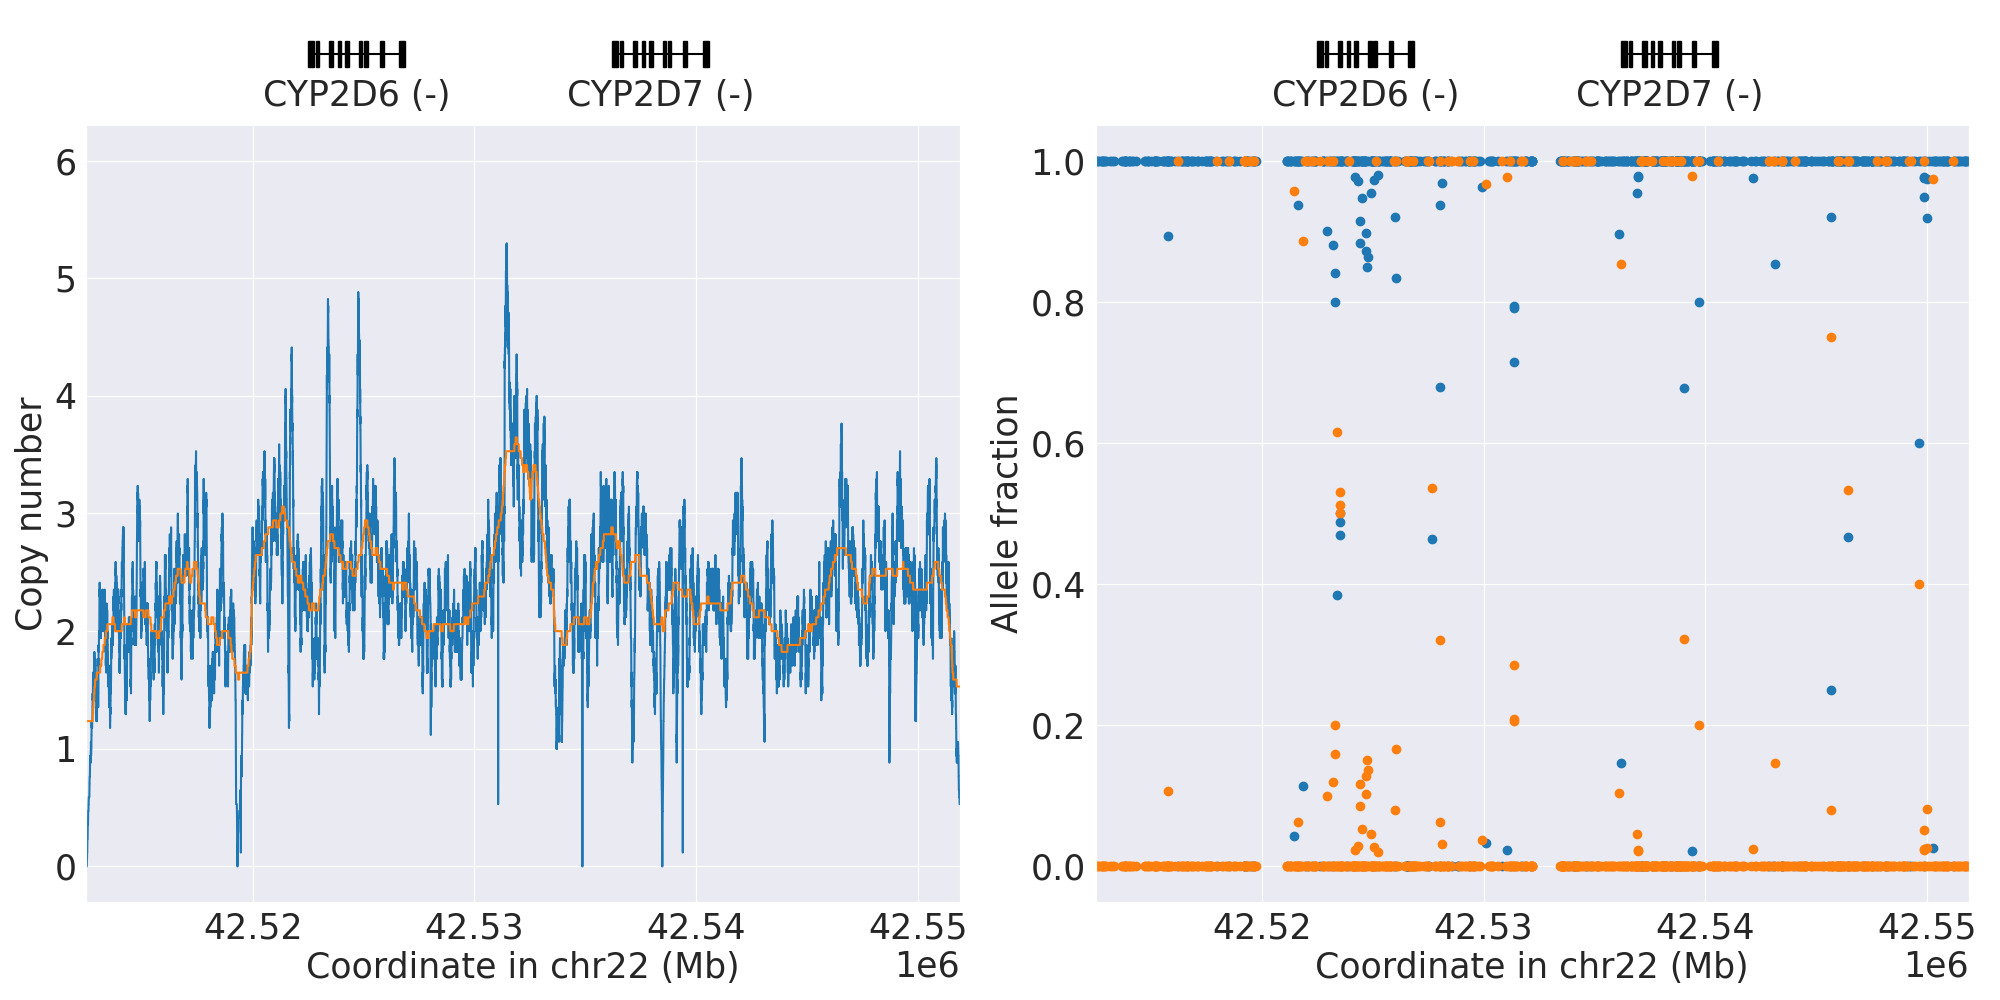 CYP2D6 (-) CYP2D7 (-)
6
5
4
3
2
1
0
Copy number
42.52 42.53 42.54 42.55
Coordinate in chr22 (Mb) 1e6
CYP2D6 (-) CYP2D7 (-)
1.0
0.8
0.6
0.4
0.2
0.0
Allele fraction
42.52 42.53 42.54 42.55
Coordinate in chr22 (Mb) 1e6